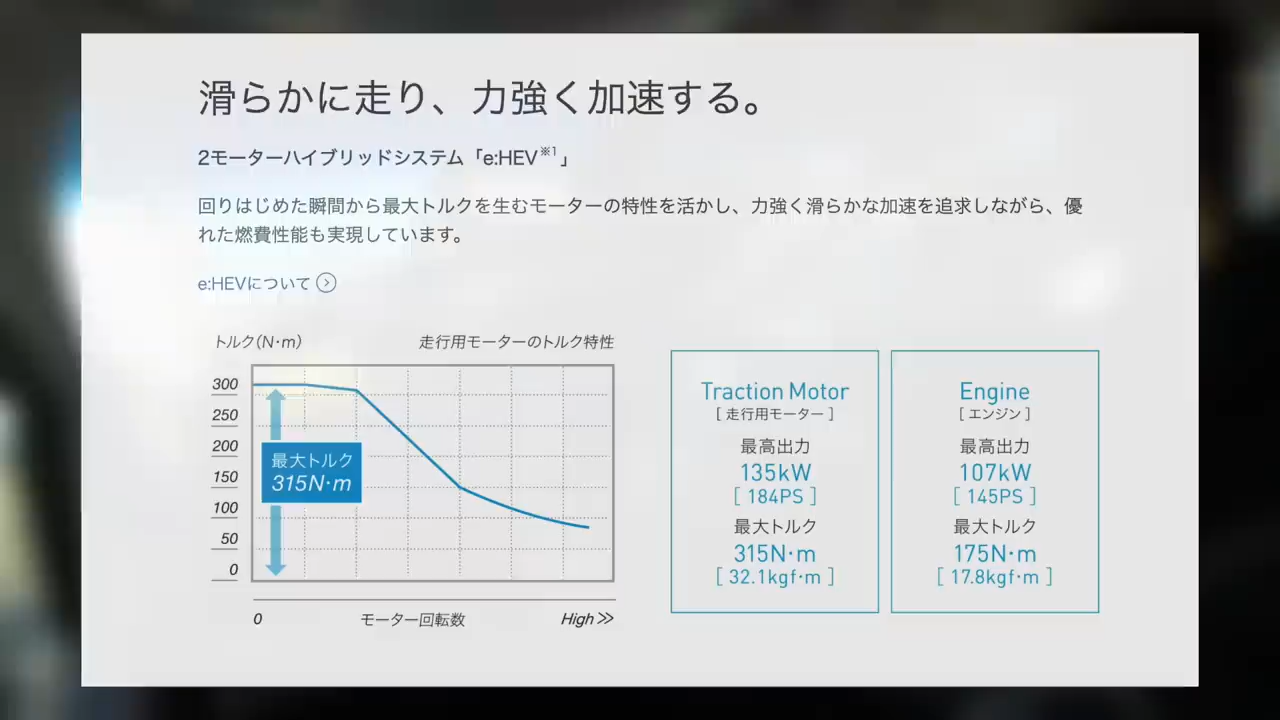 滑らかに走り、力強く加速する。
2モーターハイブリッドシステム「e:HEV※1」
回りはじめた瞬間から最大トルクを生むモーターの特性を活かし、力強く滑らかな加速を追求しながら、優
れた燃費性能も実現しています。
e:HEVについて
トルク(N・m) 走行用モーターのトルク特性
300
250
200
150
100
50
0
最大トルク
315N・m
0 モーター回転数 High
Traction Motor
[ 走行用モーター ]
最高出力
135kW
[ 184PS ]
最大トルク
315N・m
[ 32.1kgf・m ]
Engine
[ エンジン ]
最高出力
107kW
[ 145PS ]
最大トルク
175N・m
[ 17.8kgf・m ]